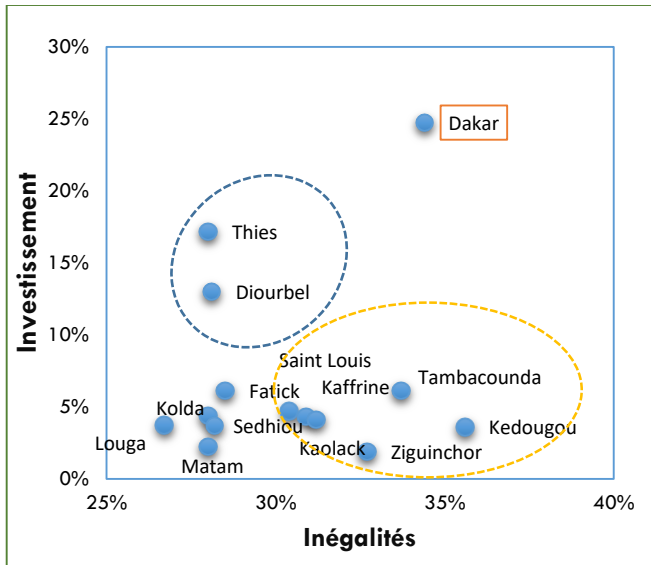 30%
25%
20%
15%
10%
5%
0%
Investissement
Dakar
Thies
Diourbel
Saint Louis
Tambacounda
Kaffrine
Fatick
Kolda
Sedhiou
Kedougou
Louga
Kaolack
Ziguinchor
Matam
25%
30%
35%
40%
Inégalités